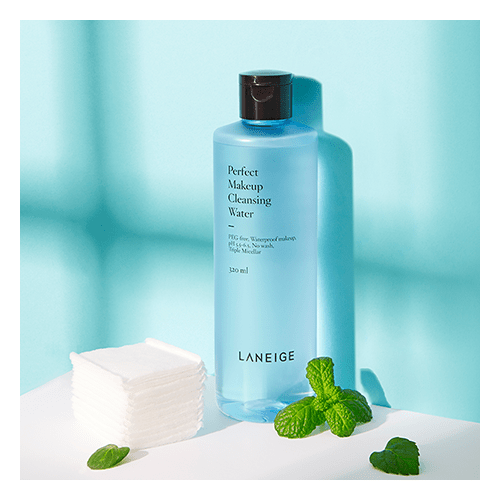 Perfect
Makeup
Cleansing
Water
–
PEG free, Waterproof makeup,
pH 5.5-6.5, No wash,
Triple Micellar
320 ml
LANEIGE